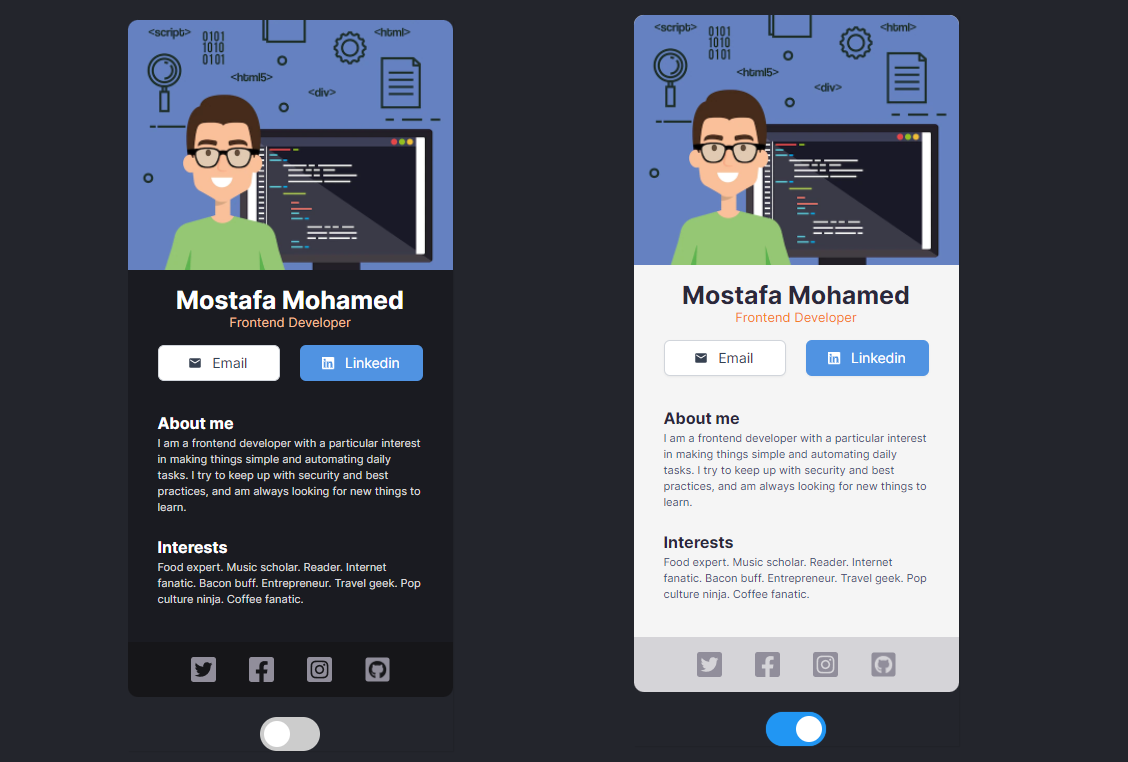 <script>
0101
1010
0101
<html>
<html5>
<div>
Mostafa Mohamed
Frontend Developer
Email
Linkedin
About me
I am a frontend developer with a particular interest
in making things simple and automating daily
tasks. I try to keep up with security and best
practices, and am always looking for new things to
learn.
Interests
Food expert. Music scholar. Reader. Internet
fanatic. Bacon buff. Entrepreneur. Travel geek. Pop
culture ninja. Coffee fanatic.
<script>
0101
1010
0101
<html>
<html5>
<div>
Mostafa Mohamed
Frontend Developer
Email
Linkedin
About me
I am a frontend developer with a particular interest
in making things simple and automating daily
tasks. I try to keep up with security and best
practices, and am always looking for new things to
learn.
Interests
Food expert. Music scholar. Reader. Internet
fanatic. Bacon buff. Entrepreneur. Travel geek. Pop
culture ninja. Coffee fanatic.